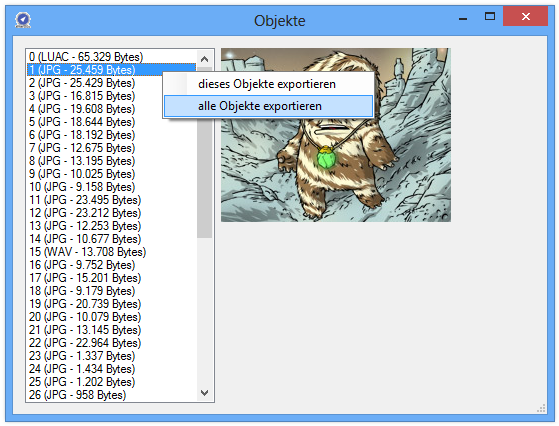 Objekte
0 (LUAC - 65.329 Bytes)
1 (JPG - 25.459 Bytes)
2 (JPG - 25.429 Bytes)
3 (JPG - 16.815 Bytes)
4 (JPG - 19.608 Bytes)
5 (JPG - 18.644 Bytes)
6 (JPG - 18.192 Bytes)
7 (JPG - 12.675 Bytes)
8 (JPG - 13.195 Bytes)
9 (JPG - 10.025 Bytes)
10 (JPG - 9.158 Bytes)
11 (JPG - 23.495 Bytes)
12 (JPG - 23.212 Bytes)
13 (JPG - 12.253 Bytes)
14 (JPG - 10.677 Bytes)
15 (WAV - 13.708 Bytes)
16 (JPG - 9.752 Bytes)
17 (JPG - 15.201 Bytes)
18 (JPG - 9.179 Bytes)
19 (JPG - 20.739 Bytes)
20 (JPG - 10.079 Bytes)
21 (JPG - 13.145 Bytes)
22 (JPG - 22.964 Bytes)
23 (JPG - 1.337 Bytes)
24 (JPG - 1.434 Bytes)
25 (JPG - 1.202 Bytes)
26 (JPG - 958 Bytes)
dieses Objekte exportieren
alle Objekte exportieren